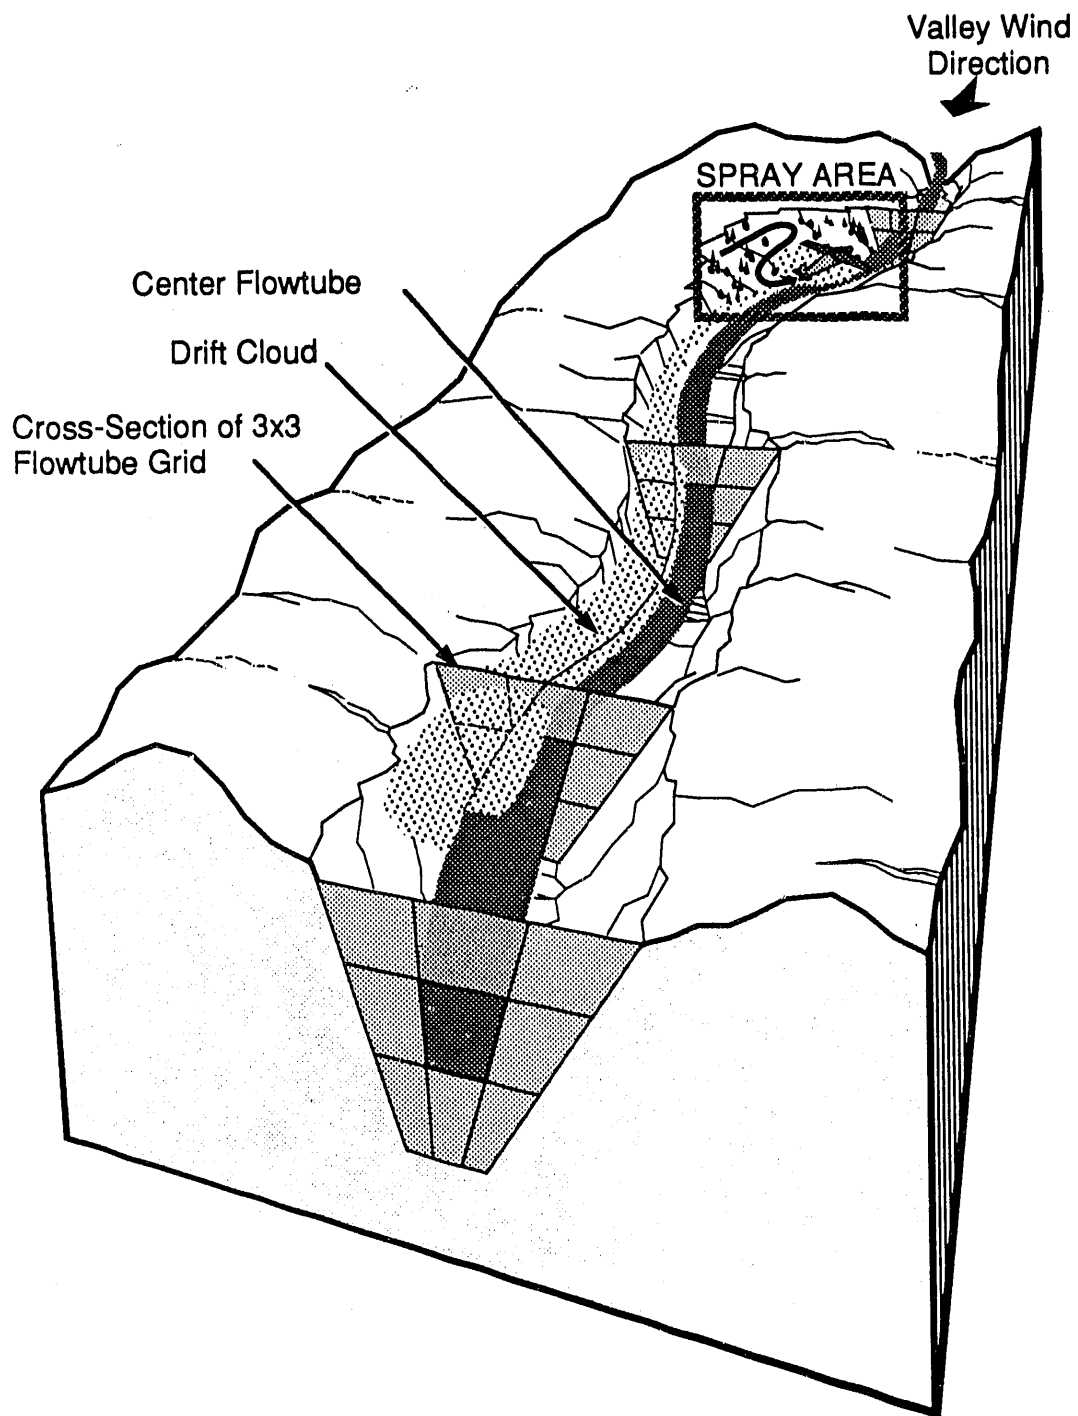 Valley Wind
Direction
SPRAY AREA
Center Flowtube
Drift Cloud
Cross-Section of 3x3
Flowtube Grid